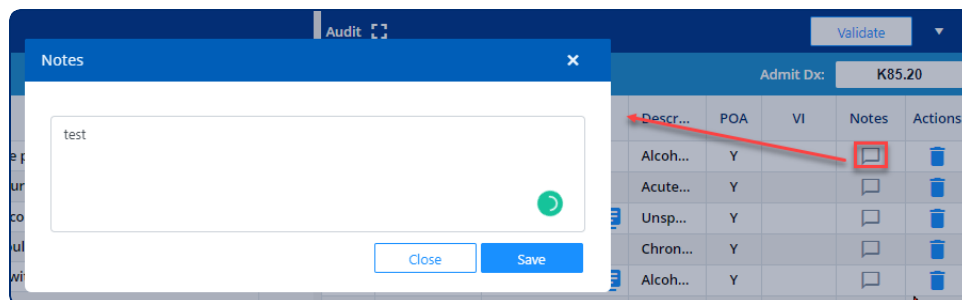 Audit
Validate
Notes
Admit Dx: K85.20
Descr... POA VI Notes Actions
test
Alcoh... Y
Acute... Y
Unsp... Y
Chron... Y
Alcoh... Y
Close Save